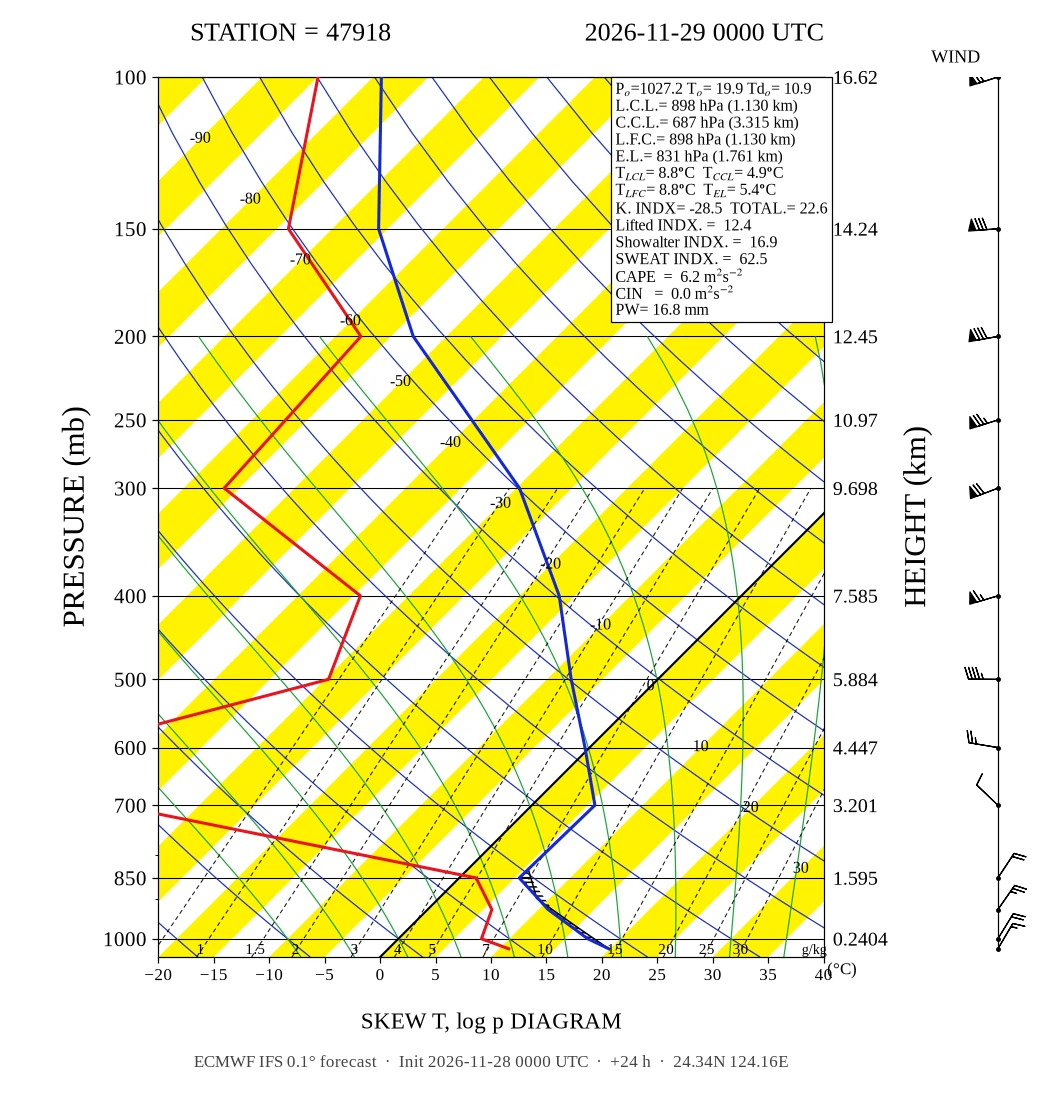 STATION = 47918
2026-11-29 0000 UTC
WIND
100
150
200
250
300
400
500
600
700
850
1000
PRESSURE (mb)
16.62
14.24
12.45
10.97
9.698
7.585
5.884
4.447
3.201
1.595
0.2404
HEIGHT (km)
Pₒ=1027.2 Tₒ= 19.9 Tdₒ= 10.9
L.C.L.= 898 hPa (1.130 km)
C.C.L.= 687 hPa (3.315 km)
L.F.C.= 898 hPa (1.130 km)
E.L.= 831 hPa (1.761 km)
T_LCL= 8.8°C T_CCL= 4.9°C
T_LFC= 8.8°C T_EL= 5.4°C
K. INDX= -28.5 TOTAL.= 22.6
Lifted INDX. = 12.4
Showalter INDX. = 16.9
SWEAT INDX. = 62.5
CAPE = 6.2 m²s⁻²
CIN = 0.0 m²s⁻²
PW= 16.8 mm
-90
-80
-70
-60
-50
-40
-30
-20
-10
0
10
20
30
1 1.5 2 3 4 5 7 10 15 20 25 30 g/kg
−20 −15 −10 −5 0 5 10 15 20 25 30 35 40 (°C)
SKEW T, log p DIAGRAM
ECMWF IFS 0.1° forecast · Init 2026-11-28 0000 UTC · +24 h · 24.34N 124.16E